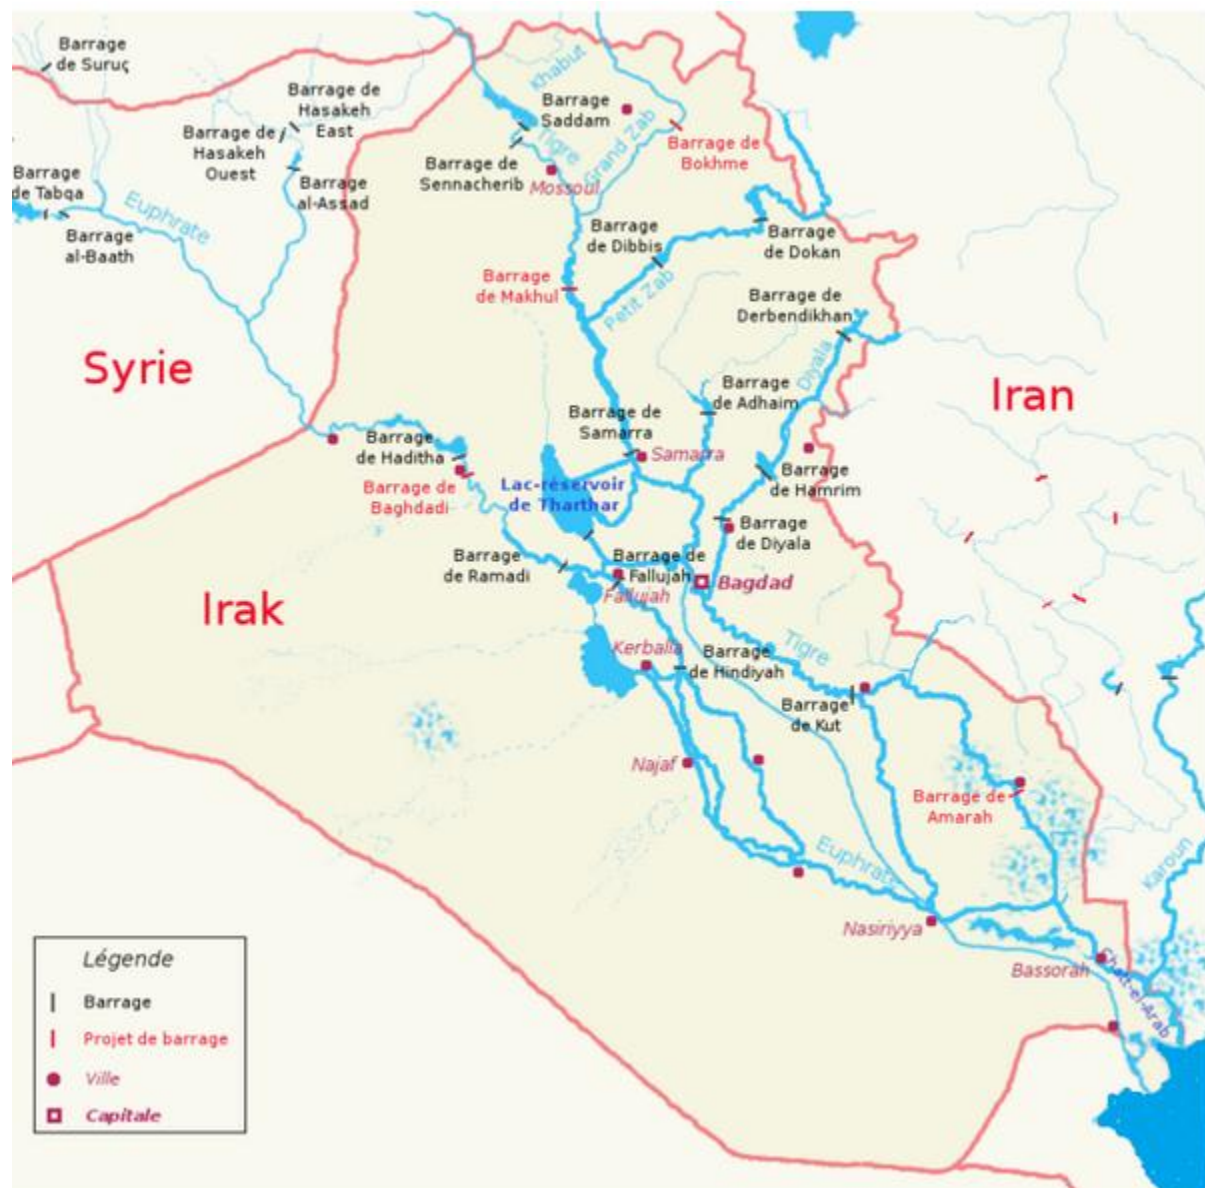 Barrage
de Suruç
Barrage de
Hasakeh
East
Barrage de
Hasakeh
Ouest
Barrage
de Tabqa
Barrage
al-Assad
Euphrate
Barrage
al-Baath
Khabut
Barrage
Saddam
Tigre
Grand Zab
Barrage de
Bokhme
Barrage de
Sennacherib
Mossoul
Barrage
de Dibbis
Barrage
de Dokan
Barrage
de Makhul
Petit Zab
Barrage de
Derbendikhan
Syrie
Diyala
Iran
Barrage
de Adhaim
Barrage de
Samarra
Samarra
Barrage
de Haditha
Barrage de
Baghdadi
Lac-réservoir
de Tharthar
Barrage
de Hamrim
Barrage
de Diyala
Barrage
de Ramadi
Barrage de
Fallujah
Fallujah
Bagdad
Irak
Kerbalia
Tigre
Barrage
de Hindiyah
Barrage
de Kut
Najaf
Barrage de
Amarah
Euphrate
Karoun
Nasiriyya
Bassorah
Chatt-el-Arab
Légende
Barrage
Projet de barrage
Ville
Capitale